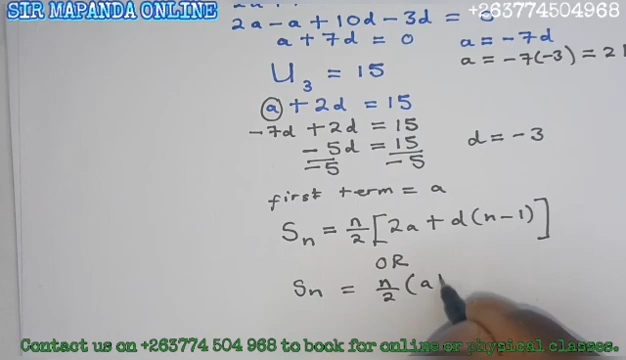 SIR MAPANDA ONLINE
+263774504968
2a - a + 10d - 3d = 0
a + 7d = 0
a = -7d
a = -7(-3) = 21
U₃ = 15
a + 2d = 15
-7d + 2d = 15
-5d = 15
-5 -5
d = -3
first term = a
Sn = n/2 [2a + d(n-1)]
OR
Sn = n/2 (a
Contact us on +263774 504 968 to book for online or physical classes.